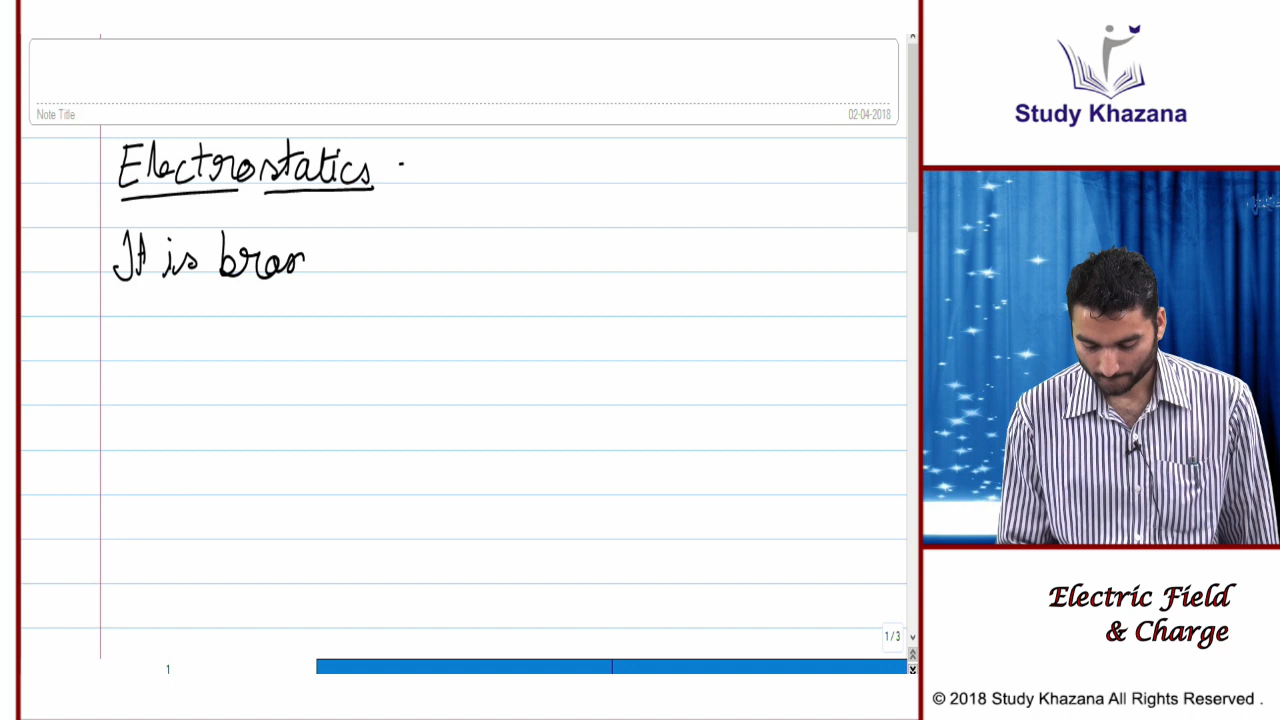 Note Title
02-04-2018
Electrostatics -
It is bran
1 / 3
1
Study Khazana
Electric Field
& Charge
© 2018 Study Khazana All Rights Reserved .